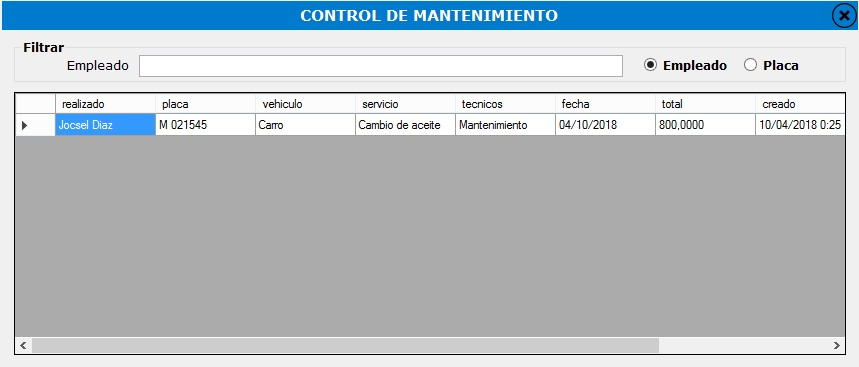 CONTROL DE MANTENIMIENTO
Filtrar
Empleado Empleado Placa
realizado placa vehiculo servicio tecnicos fecha total creado
Jocsel Diaz M 021545 Carro Cambio de aceite Mantenimiento 04/10/2018 800,0000 10/04/2018 0:25